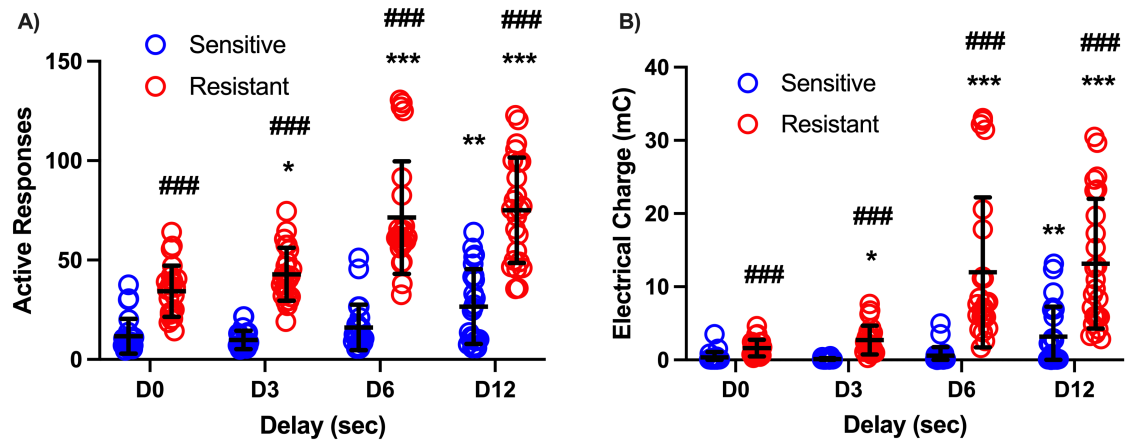 A)
Sensitive
Resistant
Active Responses
150
100
50
0
###
###
*
###
***
**
###
***
D0
D3
D6
D12
Delay (sec)
B)
Sensitive
Resistant
Electrical Charge (mC)
40
30
20
10
0
###
###
*
###
***
**
###
***
D0
D3
D6
D12
Delay (sec)